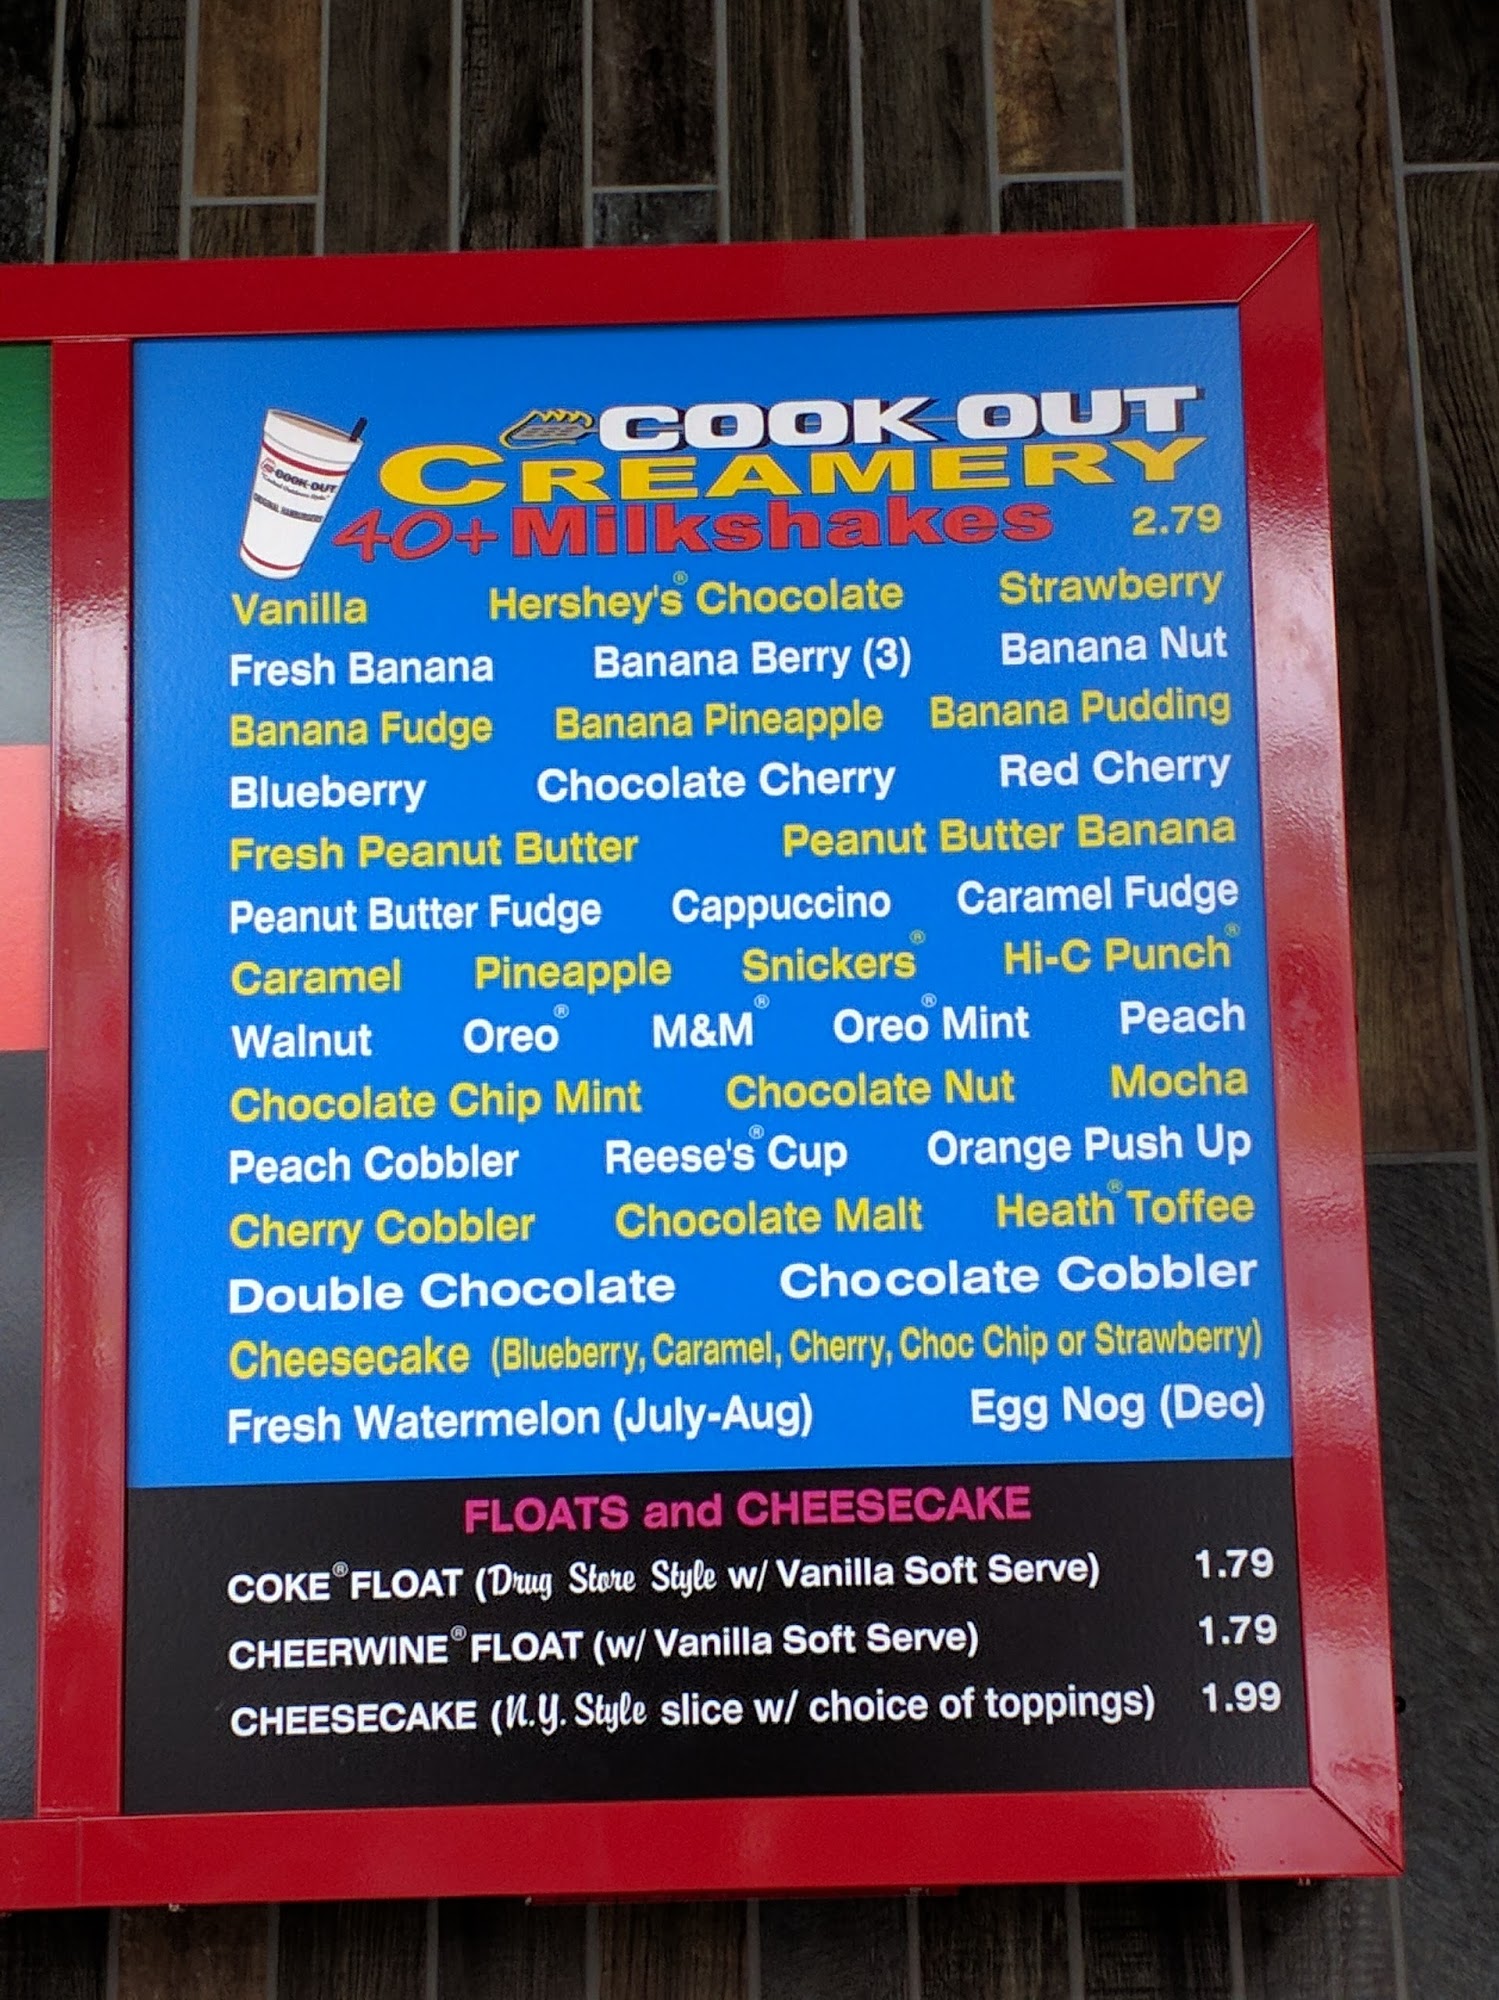 COOK OUT
CREAMERY
40+ Milkshakes 2.79
COOK-OUT
Vanilla Hershey's® Chocolate Strawberry
Fresh Banana Banana Berry (3) Banana Nut
Banana Fudge Banana Pineapple Banana Pudding
Blueberry Chocolate Cherry Red Cherry
Fresh Peanut Butter Peanut Butter Banana
Peanut Butter Fudge Cappuccino Caramel Fudge
Caramel Pineapple Snickers® Hi-C Punch®
Walnut Oreo® M&M® Oreo® Mint Peach
Chocolate Chip Mint Chocolate Nut Mocha
Peach Cobbler Reese's® Cup Orange Push Up
Cherry Cobbler Chocolate Malt Heath® Toffee
Double Chocolate Chocolate Cobbler
Cheesecake (Blueberry, Caramel, Cherry, Choc Chip or Strawberry)
Fresh Watermelon (July-Aug) Egg Nog (Dec)
FLOATS and CHEESECAKE
COKE® FLOAT (Drug Store Style w/ Vanilla Soft Serve) 1.79
CHEERWINE® FLOAT (w/ Vanilla Soft Serve) 1.79
CHEESECAKE (N.Y. Style slice w/ choice of toppings) 1.99